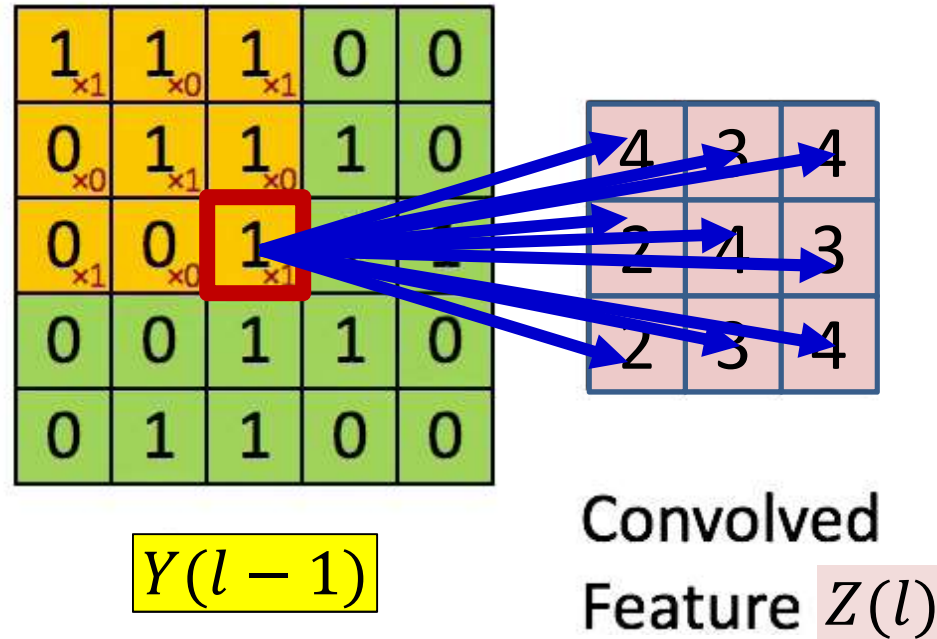 1×1 1×0 1×1 0 0
0×0 1×1 1×0 1 0
0×1 0×0 1×1 1
0 0 1 1 0
0 1 1 0 0
4 3 4
2 4 3
2 3 4
Y(l − 1)
Convolved
Feature Z(l)